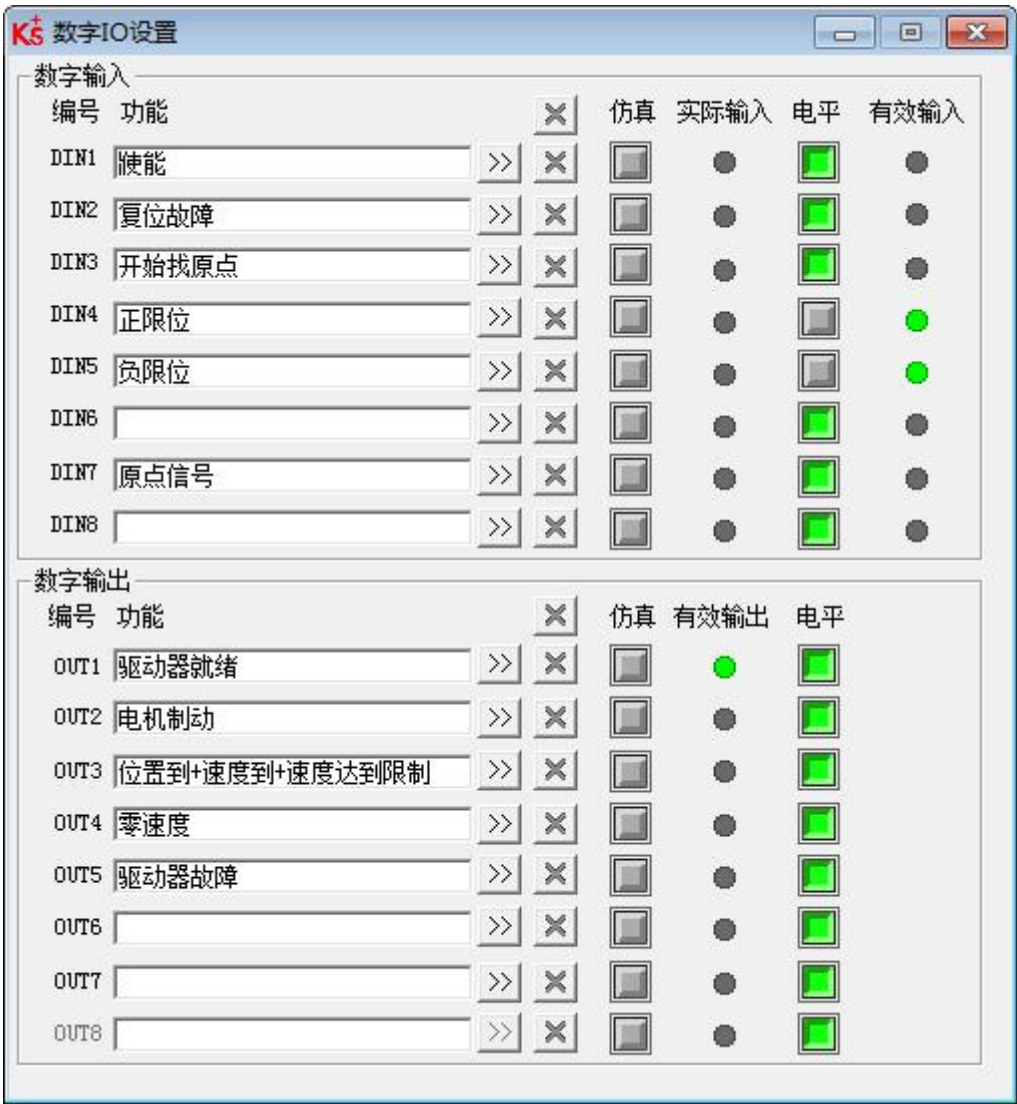 K+S 数字IO设置
数字输入
编号 功能 仿真 实际输入 电平 有效输入
DIN1 使能 >>
DIN2 复位故障 >>
DIN3 开始找原点 >>
DIN4 正限位 >>
DIN5 负限位 >>
DIN6 >>
DIN7 原点信号 >>
DIN8 >>
数字输出
编号 功能 仿真 有效输出 电平
OUT1 驱动器就绪 >>
OUT2 电机制动 >>
OUT3 位置到+速度到+速度达到限制 >>
OUT4 零速度 >>
OUT5 驱动器故障 >>
OUT6 >>
OUT7 >>
OUT8 >>